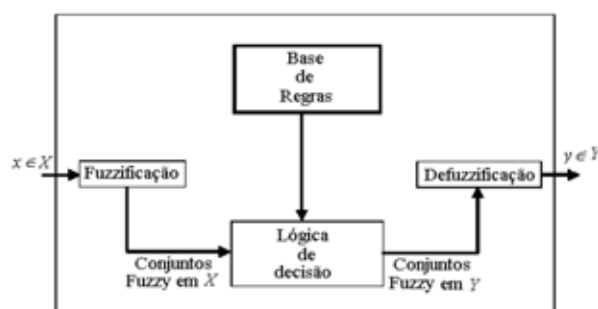 Base
de
Regras
x ∈ X
Fuzzificação
y ∈ Y
Defuzzificação
Lógica
de
decisão
Conjuntos
Fuzzy em X
Conjuntos
Fuzzy em Y